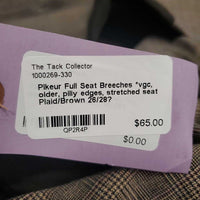 The Tack Collector
1000269-330
Pikeur Full Seat Breeches *vgc,
older, pilly edges, stretched seat
Plaid/Brown 26/28?
QP2R4P
$65.00
$0.00